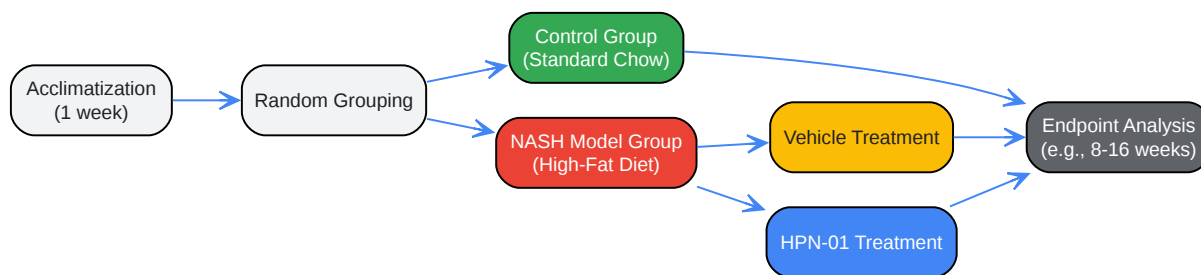 Acclimatization
(1 week)
Random Grouping
Control Group
(Standard Chow)
NASH Model Group
(High-Fat Diet)
Vehicle Treatment
HPN-01 Treatment
Endpoint Analysis
(e.g., 8-16 weeks)